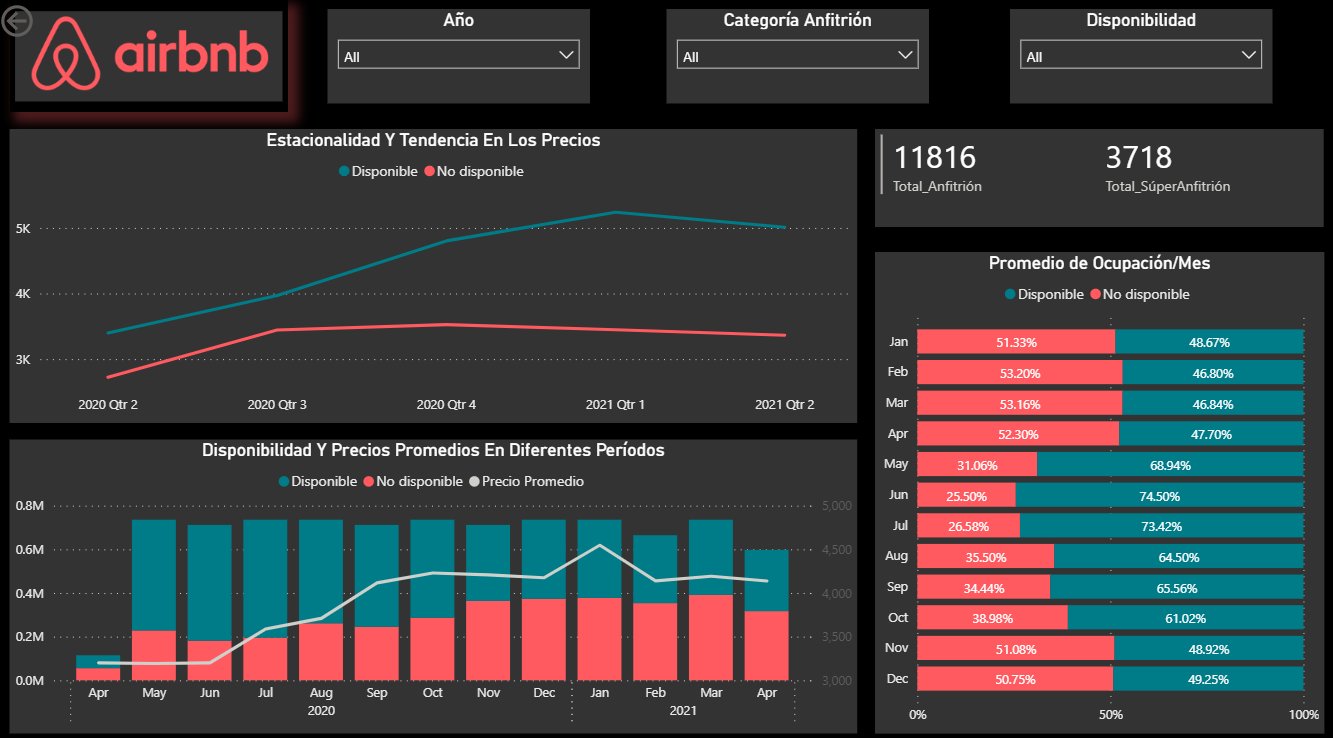 airbnb
Año
All
Categoría Anfitrión
All
Disponibilidad
All
Estacionalidad Y Tendencia En Los Precios
Disponible No disponible
5K
4K
3K
2020 Qtr 2 2020 Qtr 3 2020 Qtr 4 2021 Qtr 1 2021 Qtr 2
11816 3718
Total_Anfitrión Total_SúperAnfitrión
Disponibilidad Y Precios Promedios En Diferentes Períodos
Disponible No disponible Precio Promedio
0.8M 5,000
0.6M 4,500
0.4M 4,000
0.2M 3,500
0.0M 3,000
Apr May Jun Jul Aug Sep Oct Nov Dec Jan Feb Mar Apr
2020 2021
Promedio de Ocupación/Mes
Disponible No disponible
Jan 51.33% 48.67%
Feb 53.20% 46.80%
Mar 53.16% 46.84%
Apr 52.30% 47.70%
May 31.06% 68.94%
Jun 25.50% 74.50%
Jul 26.58% 73.42%
Aug 35.50% 64.50%
Sep 34.44% 65.56%
Oct 38.98% 61.02%
Nov 51.08% 48.92%
Dec 50.75% 49.25%
0% 50% 100%